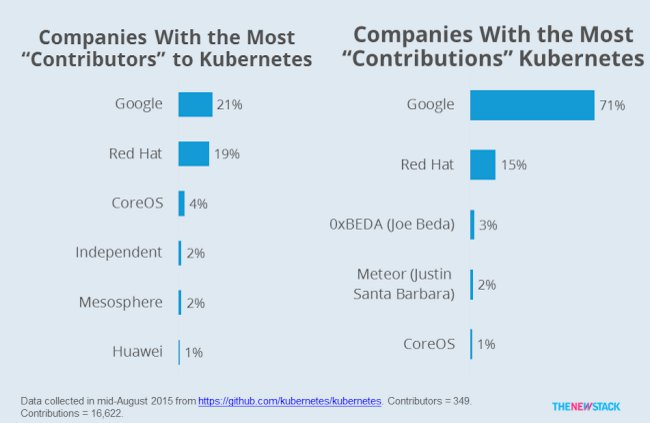 Companies With the Most
“Contributors” to Kubernetes
Google 21%
Red Hat 19%
CoreOS 4%
Independent 2%
Mesosphere 2%
Huawei 1%
Companies With the Most
“Contributions” Kubernetes
Google 71%
Red Hat 15%
0xBEDA (Joe Beda) 3%
Meteor (Justin
Santa Barbara) 2%
CoreOS 1%
Data collected in mid-August 2015 from https://github.com/kubernetes/kubernetes. Contributors = 349.
Contributions = 16,622.
THENEWSTACK